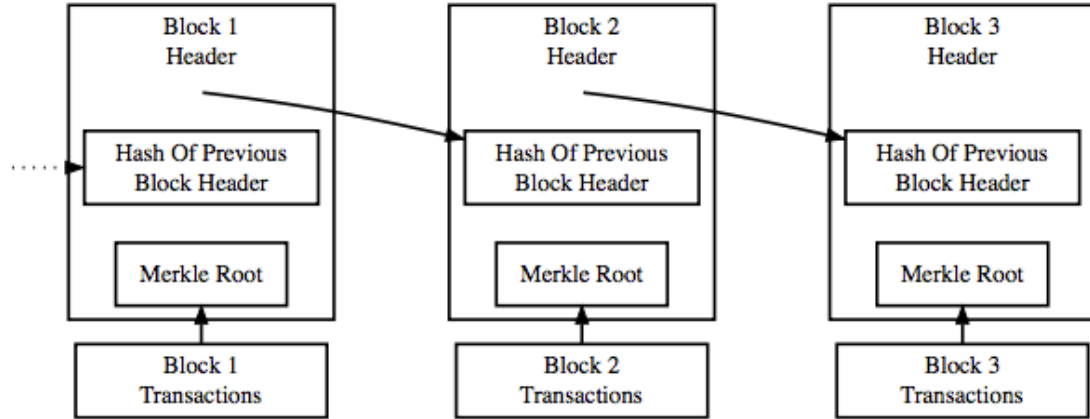 Block 1
Header
Hash Of Previous
Block Header
Merkle Root
Block 1
Transactions
Block 2
Header
Hash Of Previous
Block Header
Merkle Root
Block 2
Transactions
Block 3
Header
Hash Of Previous
Block Header
Merkle Root
Block 3
Transactions